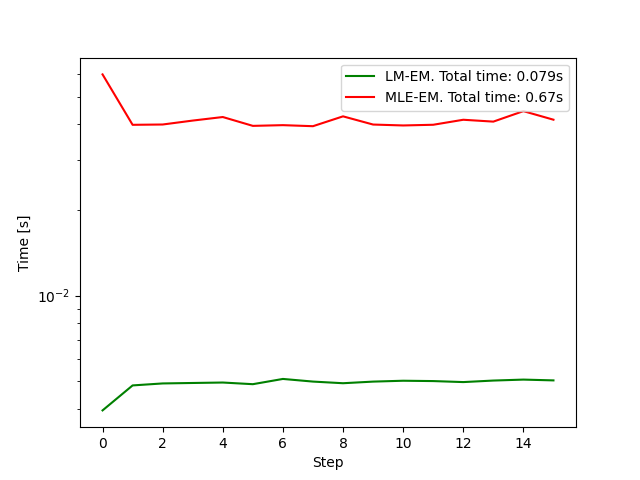 LM-EM. Total time: 0.079s
MLE-EM. Total time: 0.67s
Time [s]
10⁻²
0 2 4 6 8 10 12 14
Step